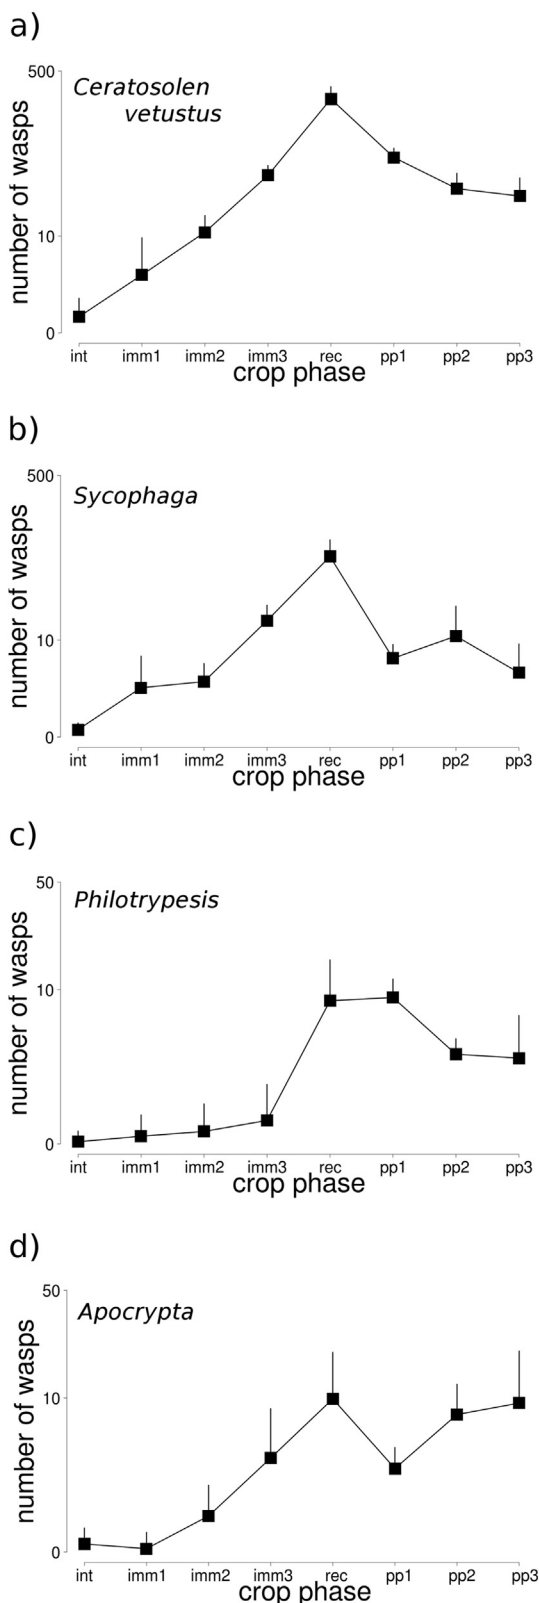 a)
500
Ceratosolen
vetustus
number of wasps
10
0
int imm1 imm2 imm3 rec pp1 pp2 pp3
crop phase
b)
500
Sycophaga
number of wasps
10
0
int imm1 imm2 imm3 rec pp1 pp2 pp3
crop phase
c)
50
Philotrypesis
number of wasps
10
0
int imm1 imm2 imm3 rec pp1 pp2 pp3
crop phase
d)
50
Apocrypta
number of wasps
10
0
int imm1 imm2 imm3 rec pp1 pp2 pp3
crop phase